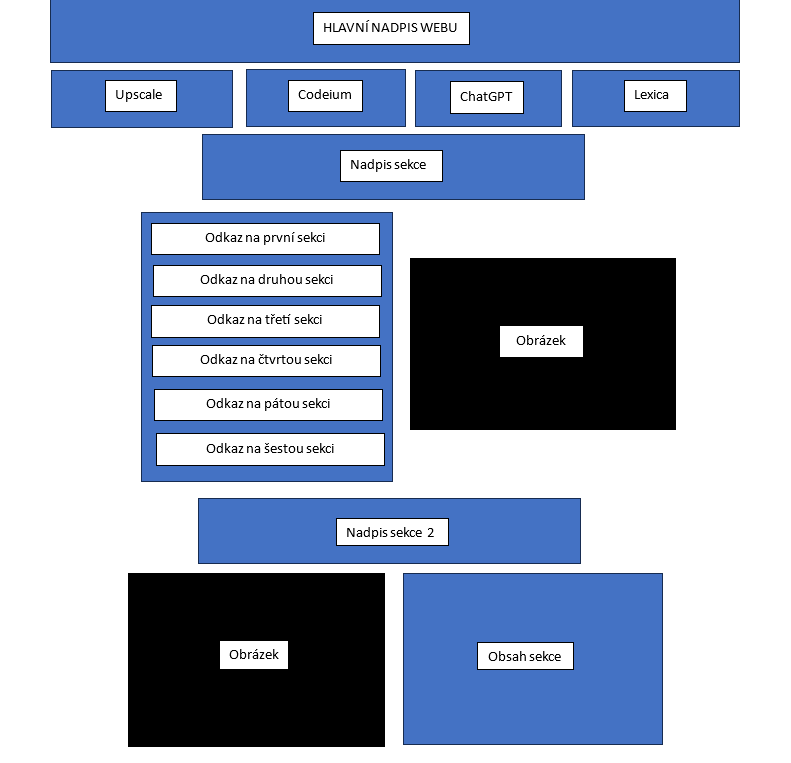 HLAVNÍ NADPIS WEBU
Upscale
Codeium
ChatGPT
Lexica
Nadpis sekce
Odkaz na první sekci
Odkaz na druhou sekci
Odkaz na třetí sekci
Odkaz na čtvrtou sekci
Odkaz na pátou sekci
Odkaz na šestou sekci
Obrázek
Nadpis sekce 2
Obrázek
Obsah sekce